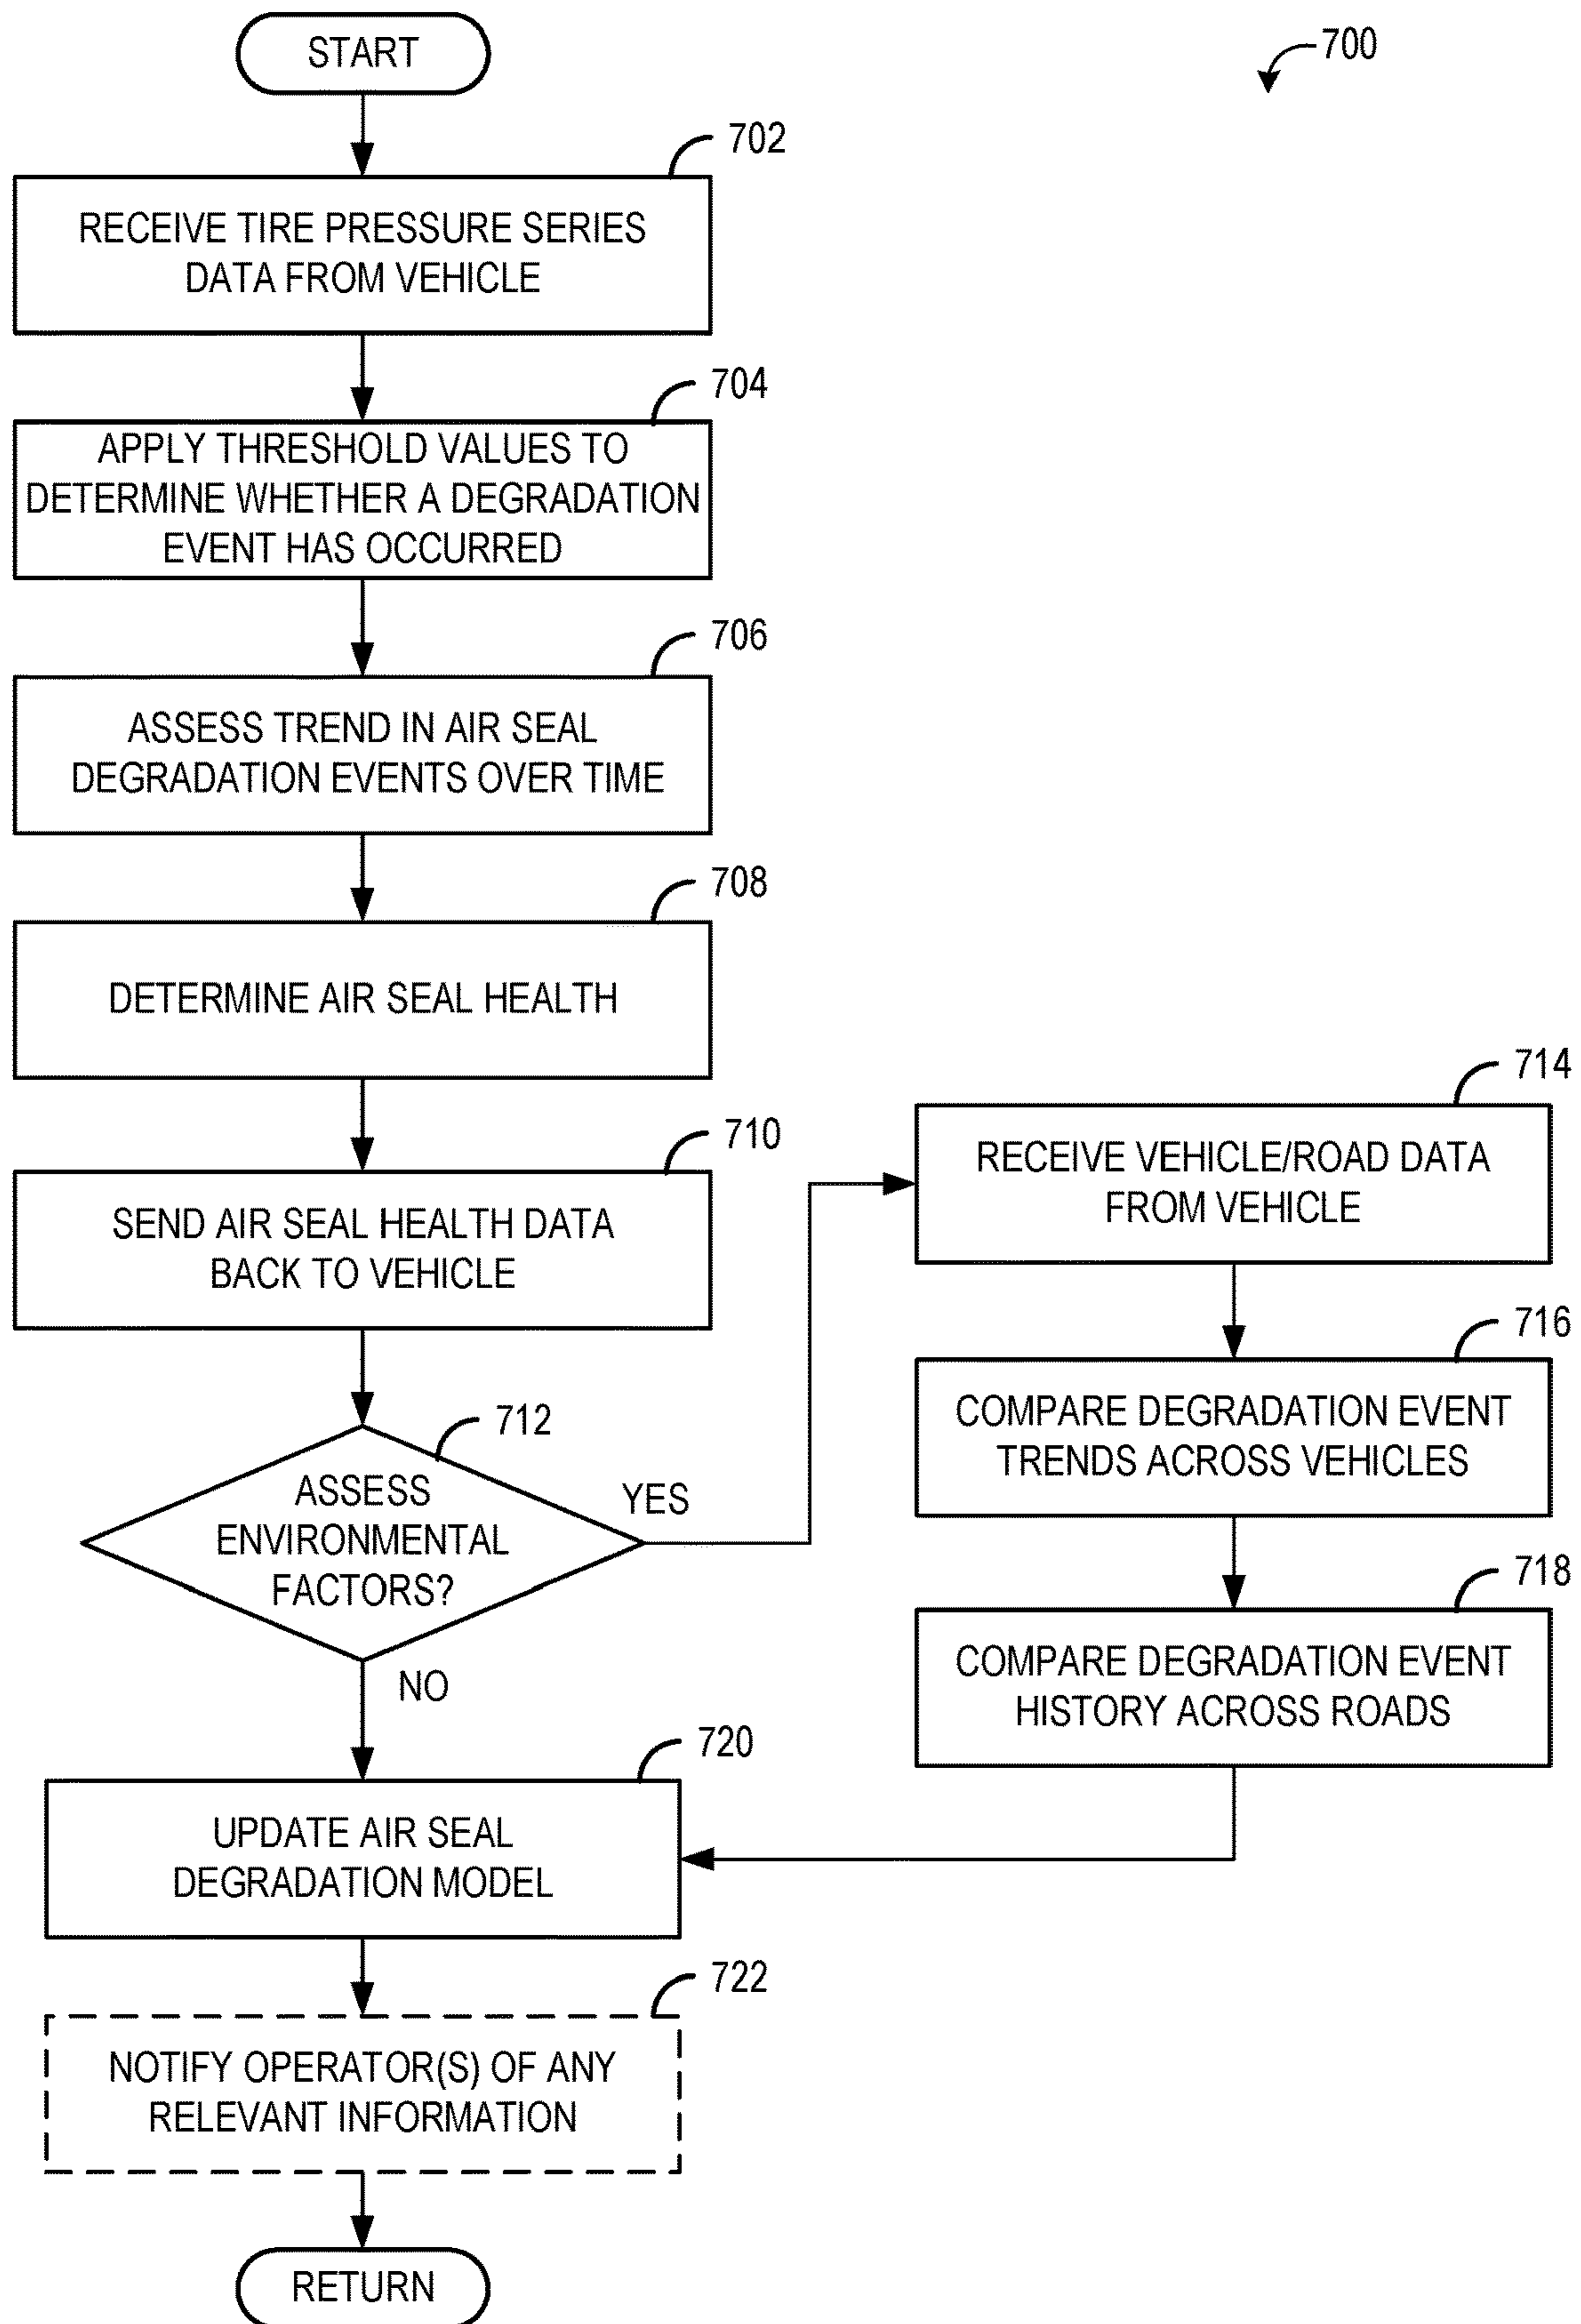 START
700
702
RECEIVE TIRE PRESSURE SERIES
DATA FROM VEHICLE
704
APPLY THRESHOLD VALUES TO
DETERMINE WHETHER A DEGRADATION
EVENT HAS OCCURRED
706
ASSESS TREND IN AIR SEAL
DEGRADATION EVENTS OVER TIME
708
DETERMINE AIR SEAL HEALTH
710
SEND AIR SEAL HEALTH DATA
BACK TO VEHICLE
712
ASSESS
ENVIRONMENTAL
FACTORS?
YES
NO
714
RECEIVE VEHICLE/ROAD DATA
FROM VEHICLE
716
COMPARE DEGRADATION EVENT
TRENDS ACROSS VEHICLES
718
COMPARE DEGRADATION EVENT
HISTORY ACROSS ROADS
720
UPDATE AIR SEAL
DEGRADATION MODEL
722
NOTIFY OPERATOR(S) OF ANY
RELEVANT INFORMATION
RETURN